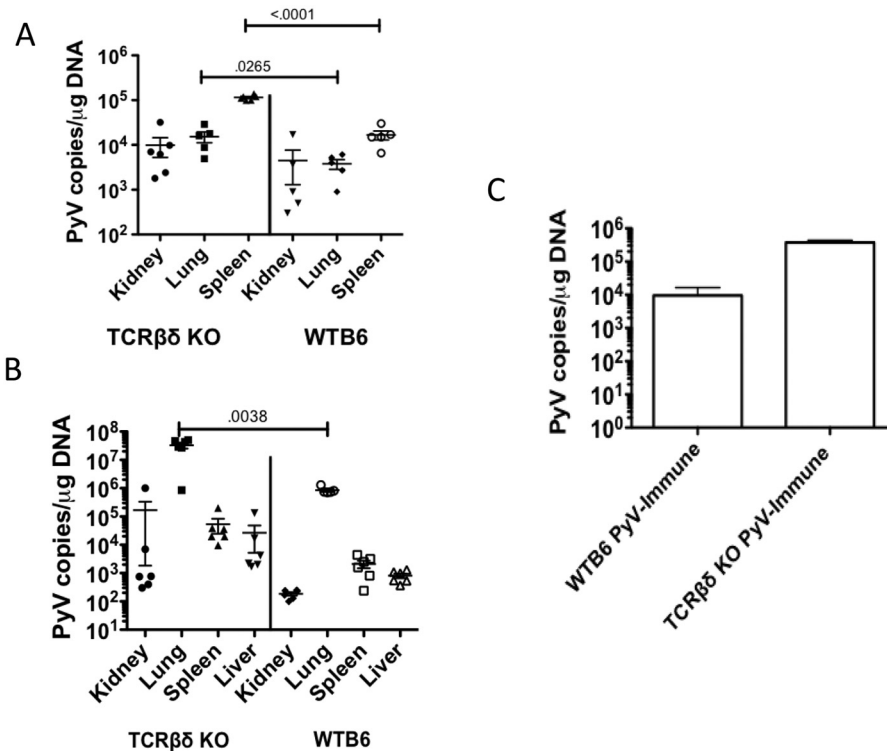 A
<.0001
.0265
PyV copies/μg DNA
10⁶
10⁵
10⁴
10³
10²
Kidney
Lung
Spleen
Kidney
Lung
Spleen
TCRβδ KO
WTB6
B
.0038
PyV copies/μg DNA
10⁸
10⁷
10⁶
10⁵
10⁴
10³
10²
10¹
Kidney
Lung
Spleen
Liver
Kidney
Lung
Spleen
Liver
TCRβδ KO
WTB6
C
PyV copies/μg DNA
10⁶
10⁵
10⁴
10³
10²
10¹
10⁰
WTB6 PyV-Immune
TCRβδ KO PyV-Immune